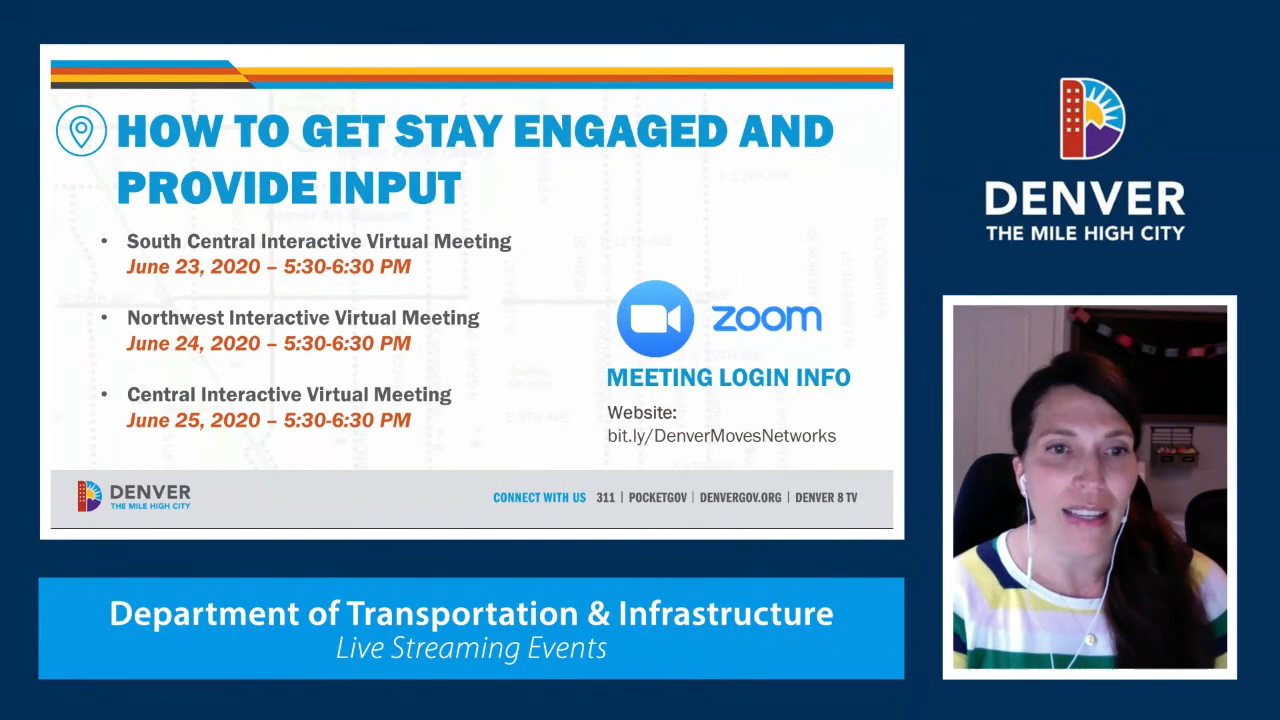 HOW TO GET STAY ENGAGED AND
PROVIDE INPUT
• South Central Interactive Virtual Meeting
June 23, 2020 – 5:30-6:30 PM
• Northwest Interactive Virtual Meeting
June 24, 2020 – 5:30-6:30 PM
• Central Interactive Virtual Meeting
June 25, 2020 – 5:30-6:30 PM
zoom
MEETING LOGIN INFO
Website:
bit.ly/DenverMovesNetworks
DENVER
THE MILE HIGH CITY
CONNECT WITH US 311 | POCKETGOV | DENVERGOV.ORG | DENVER 8 TV
DENVER
THE MILE HIGH CITY
Department of Transportation & Infrastructure
Live Streaming Events